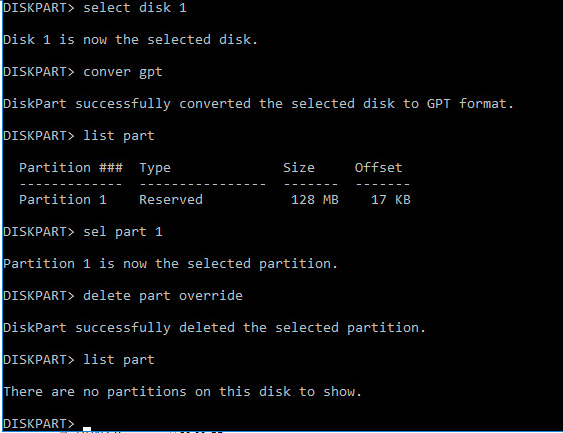 DISKPART> select disk 1
Disk 1 is now the selected disk.
DISKPART> conver gpt
DiskPart successfully converted the selected disk to GPT format.
DISKPART> list part
Partition ### Type Size Offset
------------- ---------------- ------- -------
Partition 1 Reserved 128 MB 17 KB
DISKPART> sel part 1
Partition 1 is now the selected partition.
DISKPART> delete part override
DiskPart successfully deleted the selected partition.
DISKPART> list part
There are no partitions on this disk to show.
DISKPART>